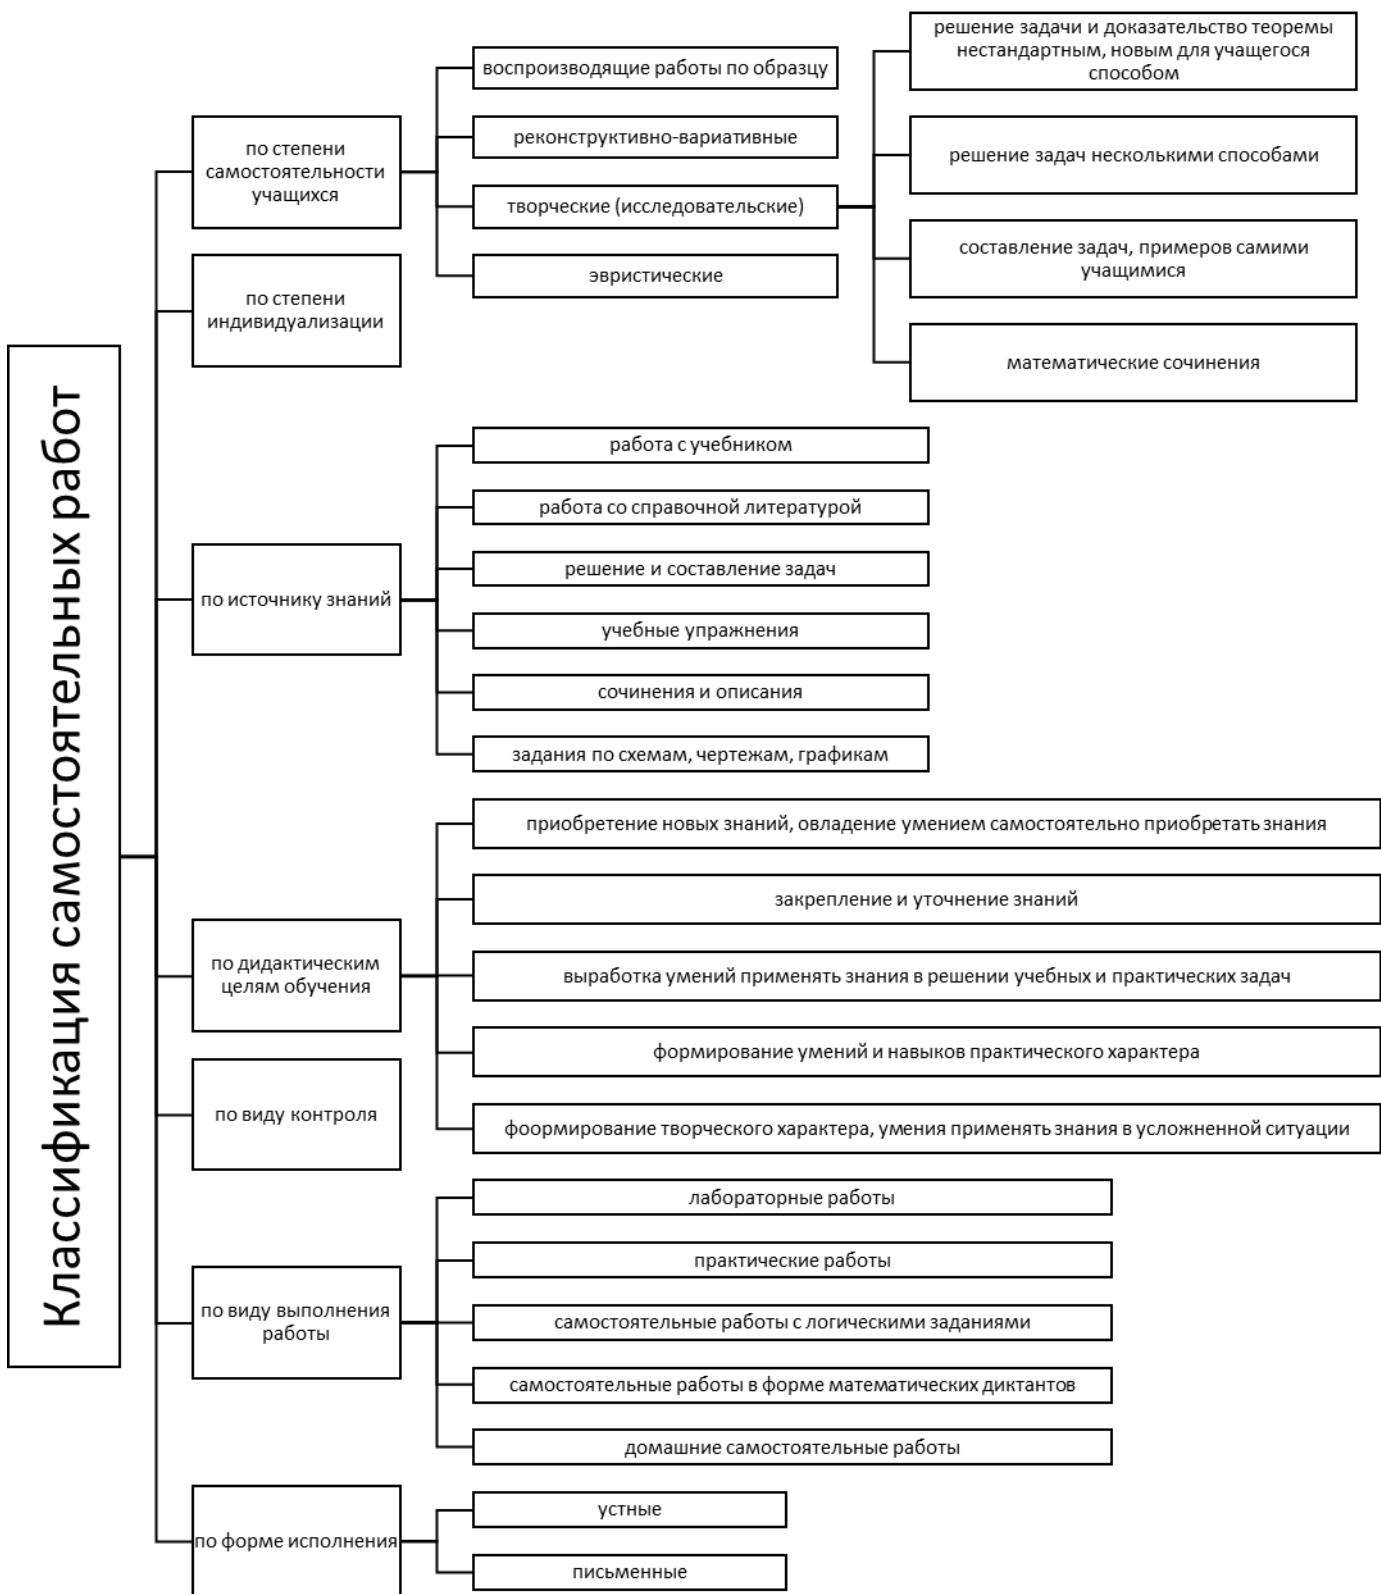 Классификация самостоятельных работ
по степени
самостоятельности
учащихся
воспроизводящие работы по образцу
реконструктивно-вариативные
творческие (исследовательские)
решение задачи и доказательство теоремы
нестандартным, новым для учащегося
способом
решение задач несколькими способами
составление задач, примеров самими
учащимися
математические сочинения
эвристические
по степени
индивидуализации
по источнику знаний
работа с учебником
работа со справочной литературой
решение и составление задач
учебные упражнения
сочинения и описания
задания по схемам, чертежам, графикам
по дидактическим
целям обучения
приобретение новых знаний, овладение умением самостоятельно приобретать знания
закрепление и уточнение знаний
выработка умений применять знания в решении учебных и практических задач
формирование умений и навыков практического характера
фоормирование творческого характера, умения применять знания в усложненной ситуации
по виду контроля
по виду выполнения
работы
лабораторные работы
практические работы
самостоятельные работы с логическими заданиями
самостоятельные работы в форме математических диктантов
домашние самостоятельные работы
по форме исполнения
устные
письменные